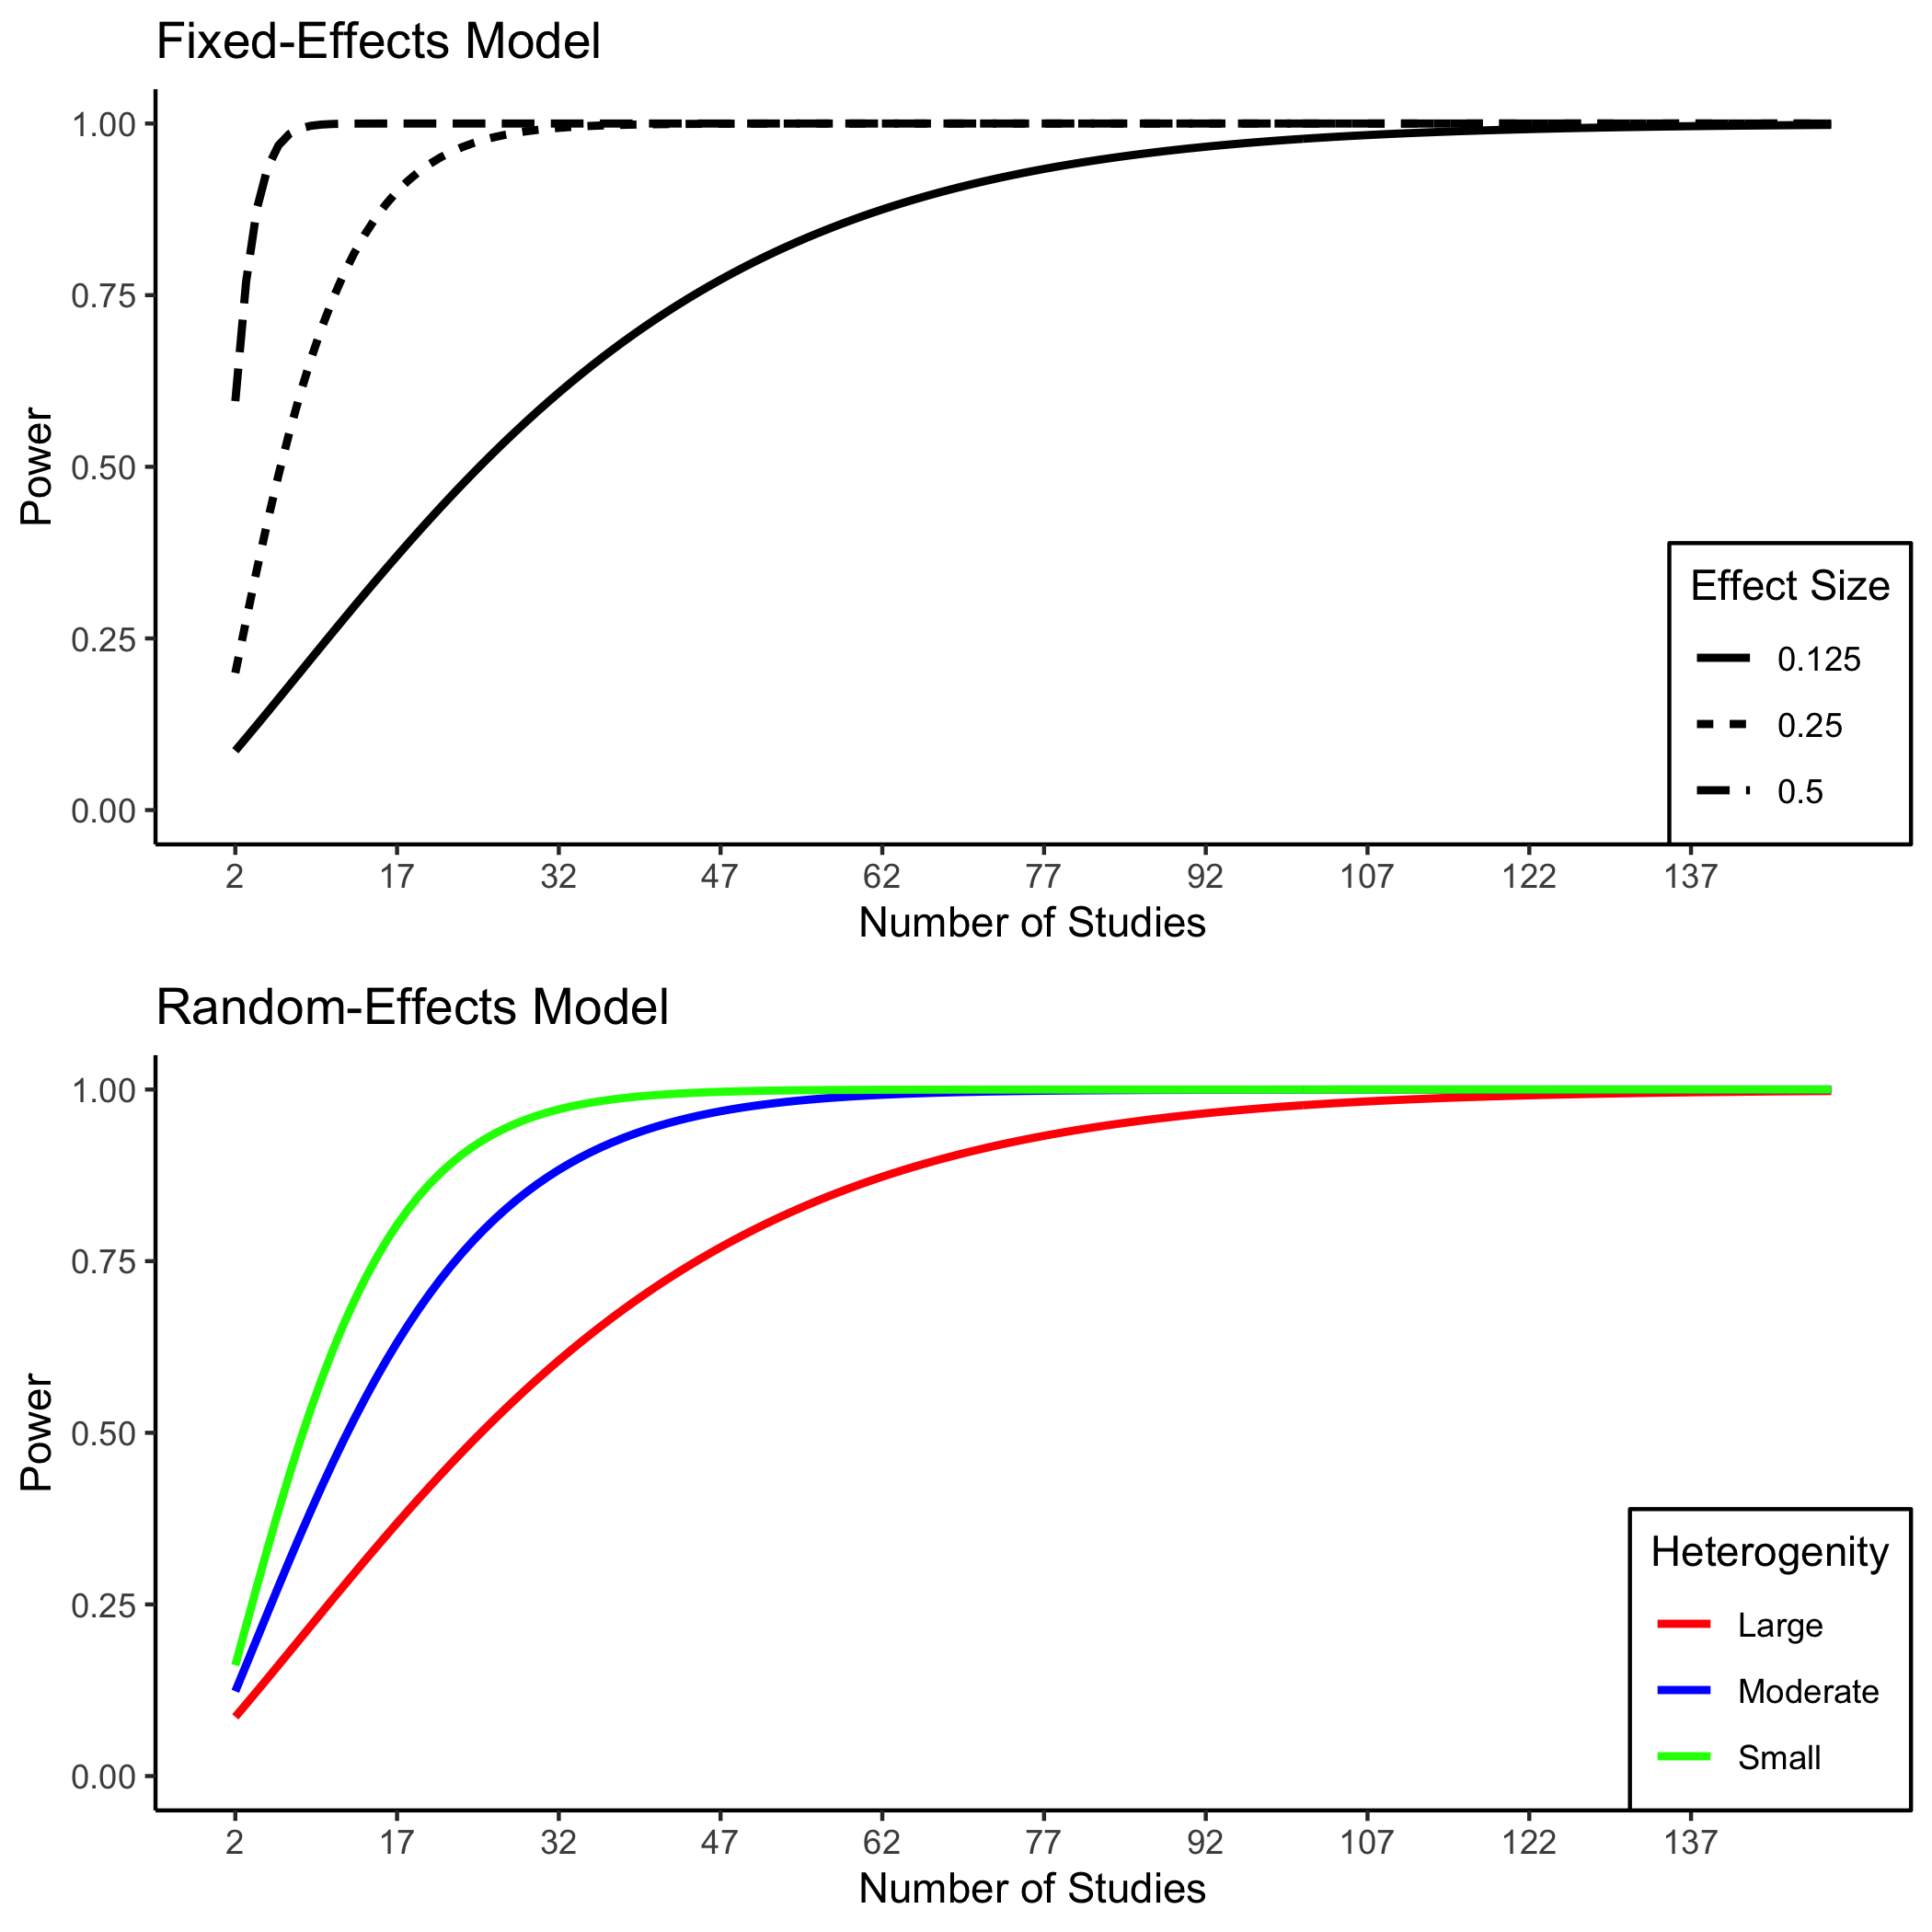 Fixed-Effects Model
1.00
0.75
0.50
0.25
0.00
Power
Effect Size
0.125
0.25
0.5
2 17 32 47 62 77 92 107 122 137
Number of Studies
Random-Effects Model
1.00
0.75
0.50
0.25
0.00
Power
Heterogenity
Large
Moderate
Small
2 17 32 47 62 77 92 107 122 137
Number of Studies